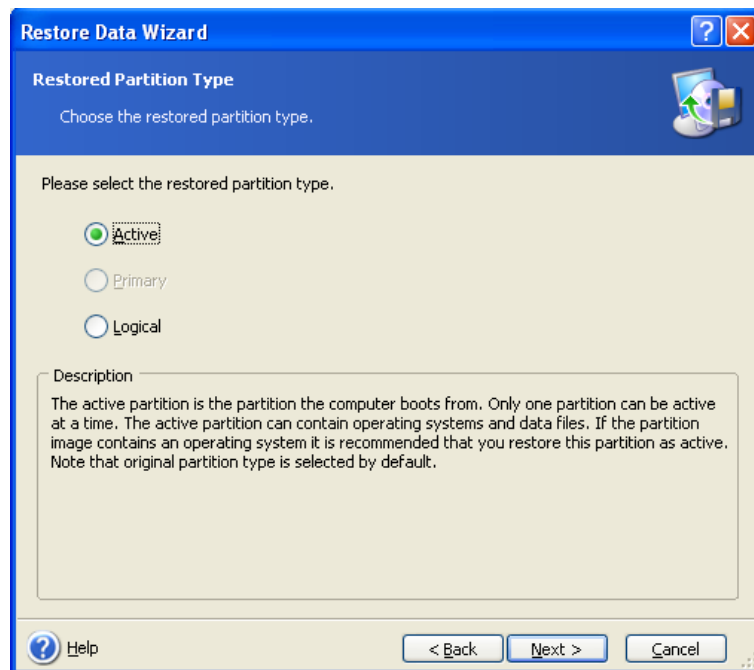 Restore Data Wizard
Restored Partition Type
Choose the restored partition type.
Please select the restored partition type.
Active
Primary
Logical
Description
The active partition is the partition the computer boots from. Only one partition can be active
at a time. The active partition can contain operating systems and data files. If the partition
image contains an operating system it is recommended that you restore this partition as active.
Note that original partition type is selected by default.
Help
< Back
Next >
Cancel